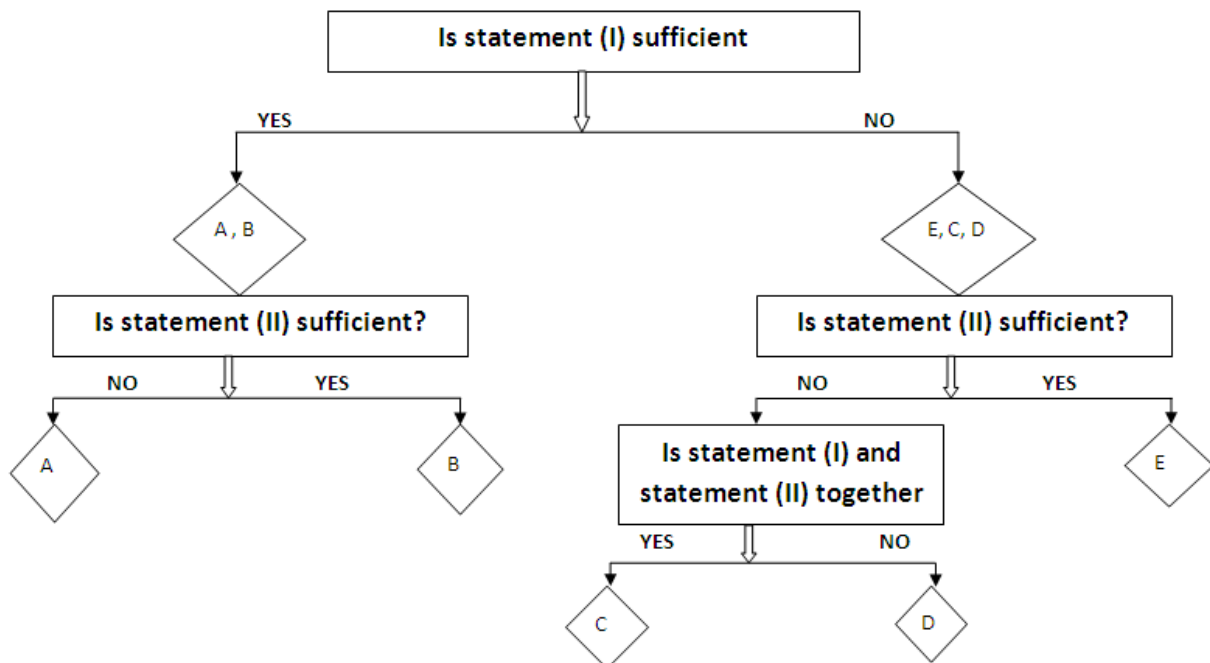 Is statement (I) sufficient
YES
NO
A , B
E, C, D
Is statement (II) sufficient?
Is statement (II) sufficient?
NO
YES
NO
YES
A
B
Is statement (I) and
statement (II) together
E
YES
NO
C
D